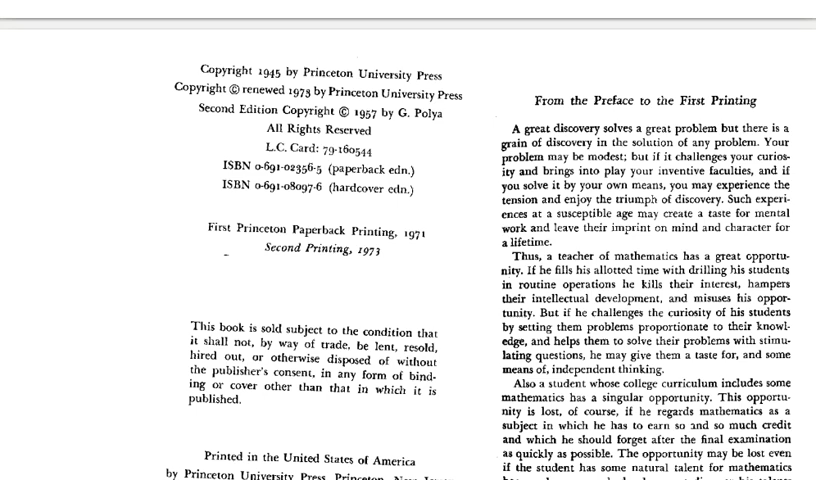 Copyright 1945 by Princeton University Press
Copyright © renewed 1973 by Princeton University Press
Second Edition Copyright © 1957 by G. Polya
All Rights Reserved
L.C. Card: 79-160544
ISBN 0-691-02356-5 (paperback edn.)
ISBN 0-691-08097-6 (hardcover edn.)
First Princeton Paperback Printing, 1971
Second Printing, 1973
This book is sold subject to the condition that
it shall not, by way of trade, be lent, resold,
hired out, or otherwise disposed of without
the publisher's consent, in any form of bind-
ing or cover other than that in which it is
published.
Printed in the United States of America
by Princeton University Press, Princeton, New Jersey
From the Preface to the First Printing
A great discovery solves a great problem but there is a
grain of discovery in the solution of any problem. Your
problem may be modest; but if it challenges your curios-
ity and brings into play your inventive faculties, and if
you solve it by your own means, you may experience the
tension and enjoy the triumph of discovery. Such experi-
ences at a susceptible age may create a taste for mental
work and leave their imprint on mind and character for
a lifetime.
Thus, a teacher of mathematics has a great opportu-
nity. If he fills his allotted time with drilling his students
in routine operations he kills their interest, hampers
their intellectual development, and misuses his oppor-
tunity. But if he challenges the curiosity of his students
by setting them problems proportionate to their knowl-
edge, and helps them to solve their problems with stimu-
lating questions, he may give them a taste for, and some
means of, independent thinking.
Also a student whose college curriculum includes some
mathematics has a singular opportunity. This opportu-
nity is lost, of course, if he regards mathematics as a
subject in which he has to earn so and so much credit
and which he should forget after the final examination
as quickly as possible. The opportunity may be lost even
if the student has some natural talent for mathematics